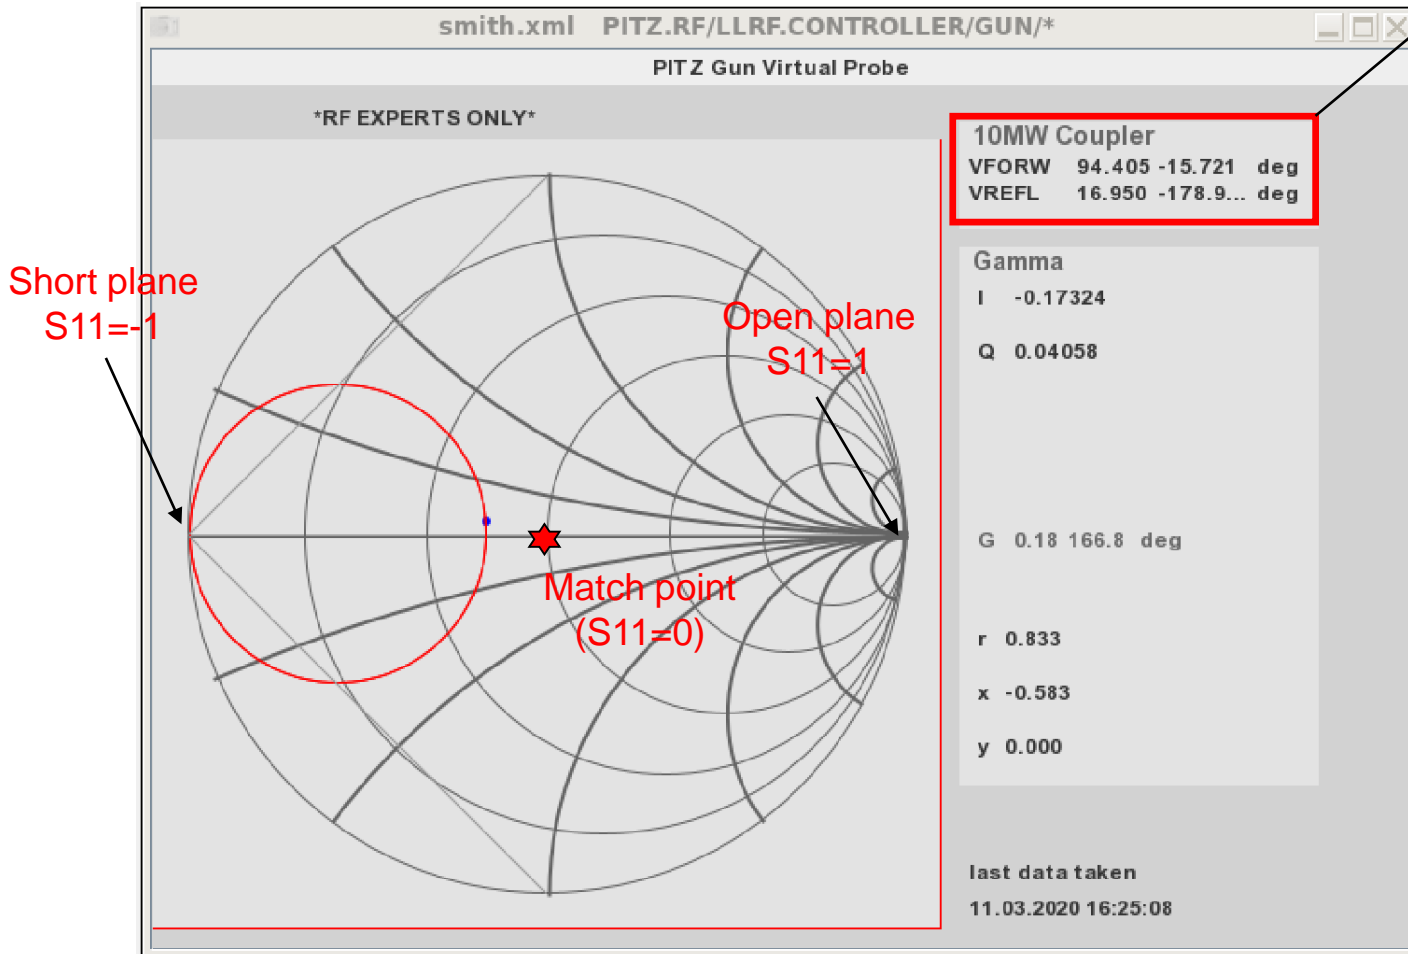 smith.xml PITZ.RF/LLRF.CONTROLLER/GUN/*
PITZ Gun Virtual Probe
*RF EXPERTS ONLY*
10MW Coupler
VFORW 94.405 -15.721 deg
VREFL 16.950 -178.9... deg
Short plane
S11=-1
Open plane
S11=1
Match point
(S11=0)
Gamma
I -0.17324
Q 0.04058
G 0.18 166.8 deg
r 0.833
x -0.583
y 0.000
last data taken
11.03.2020 16:25:08